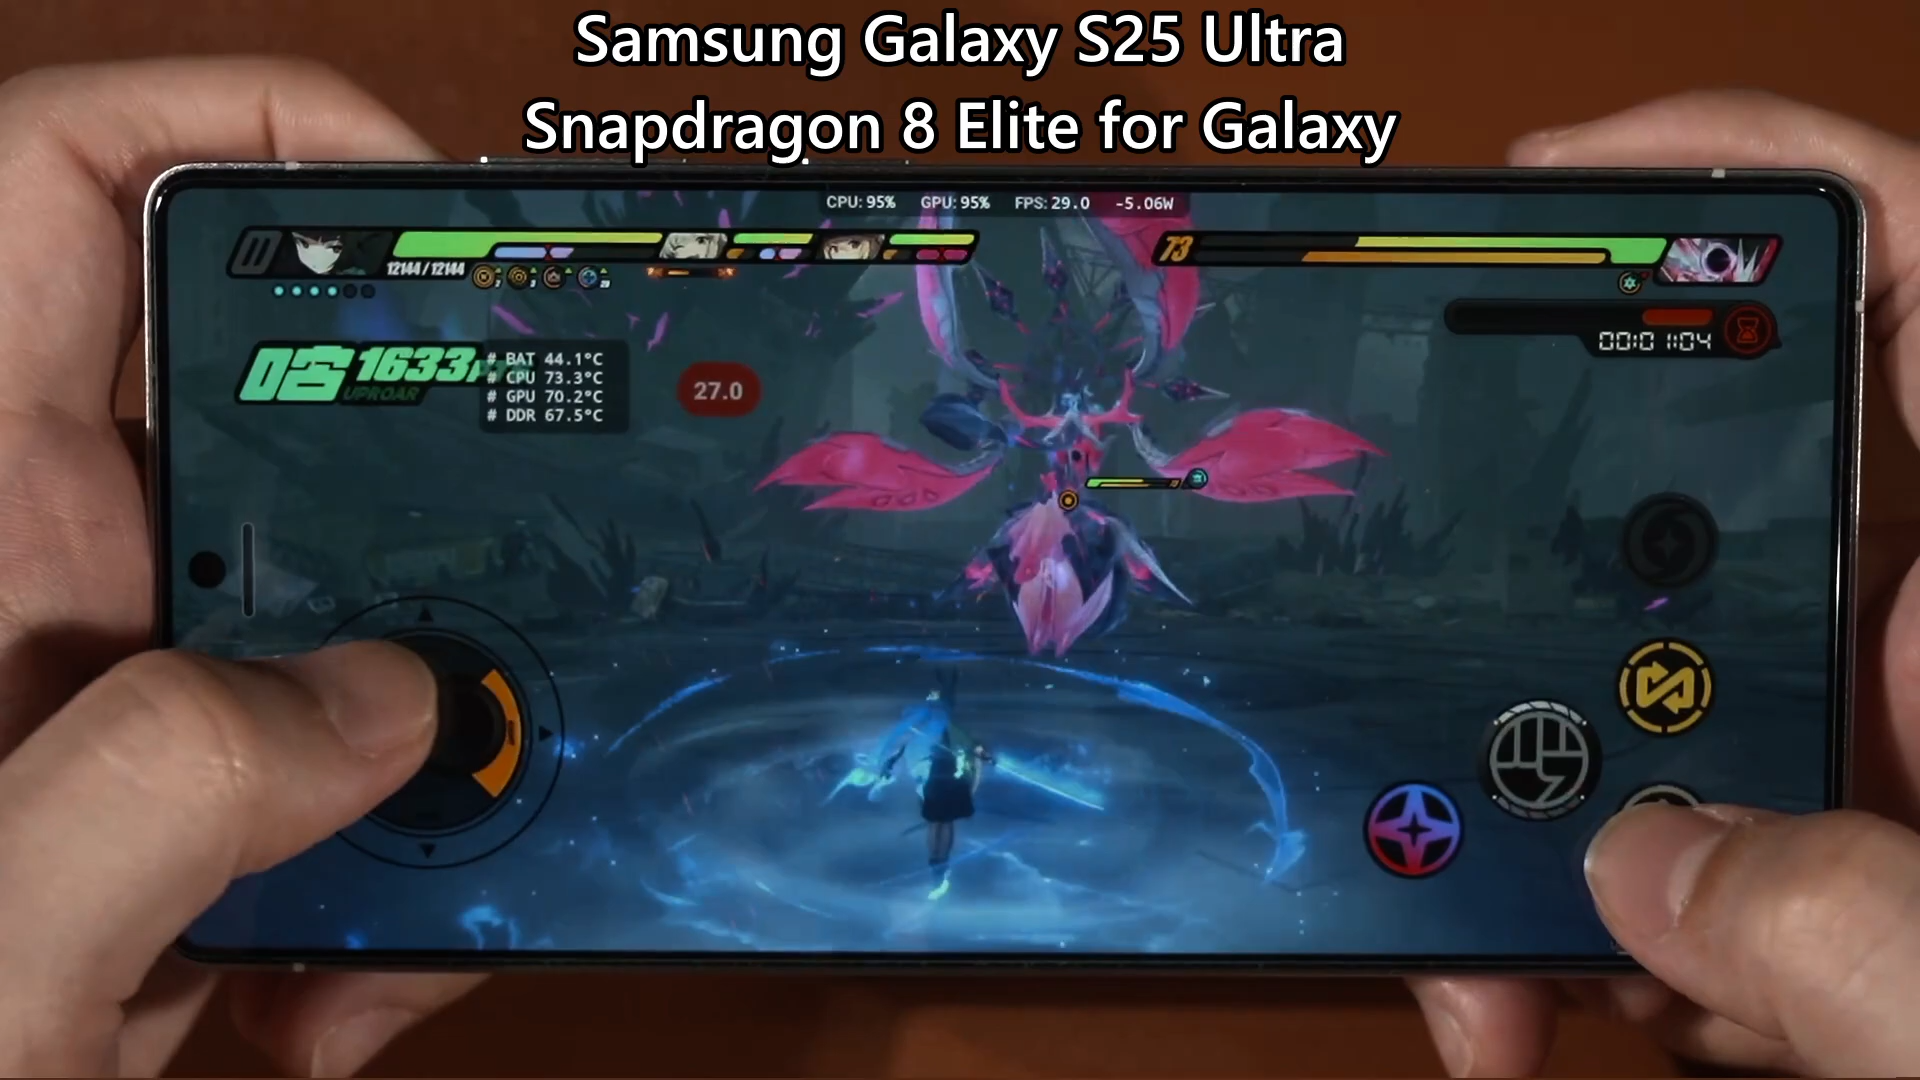 Samsung Galaxy S25 Ultra
Snapdragon 8 Elite for Galaxy
CPU: 95% GPU: 95% FPS: 29.0 -5.06W
12144/12144
73
00:01:04
哈 1633
UPROAR
# BAT 44.1°C
# CPU 73.3°C
# GPU 70.2°C
# DDR 67.5°C
27.0